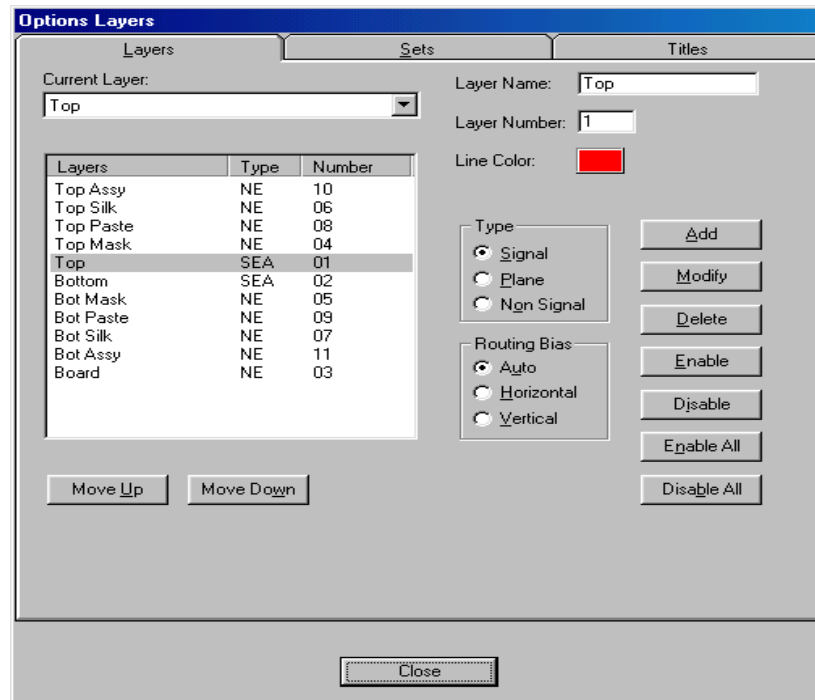 Options Layers
Layers Sets Titles
Current Layer:
Top
Layer Name: Top
Layer Number: 1
Line Color:
Layers Type Number
Top Assy NE 10
Top Silk NE 06
Top Paste NE 08
Top Mask NE 04
Top SEA 01
Bottom SEA 02
Bot Mask NE 05
Bot Paste NE 09
Bot Silk NE 07
Bot Assy NE 11
Board NE 03
Move Up Move Down
Type
Signal
Plane
Non Signal
Routing Bias
Auto
Horizontal
Vertical
Add
Modify
Delete
Enable
Disable
Enable All
Disable All
Close